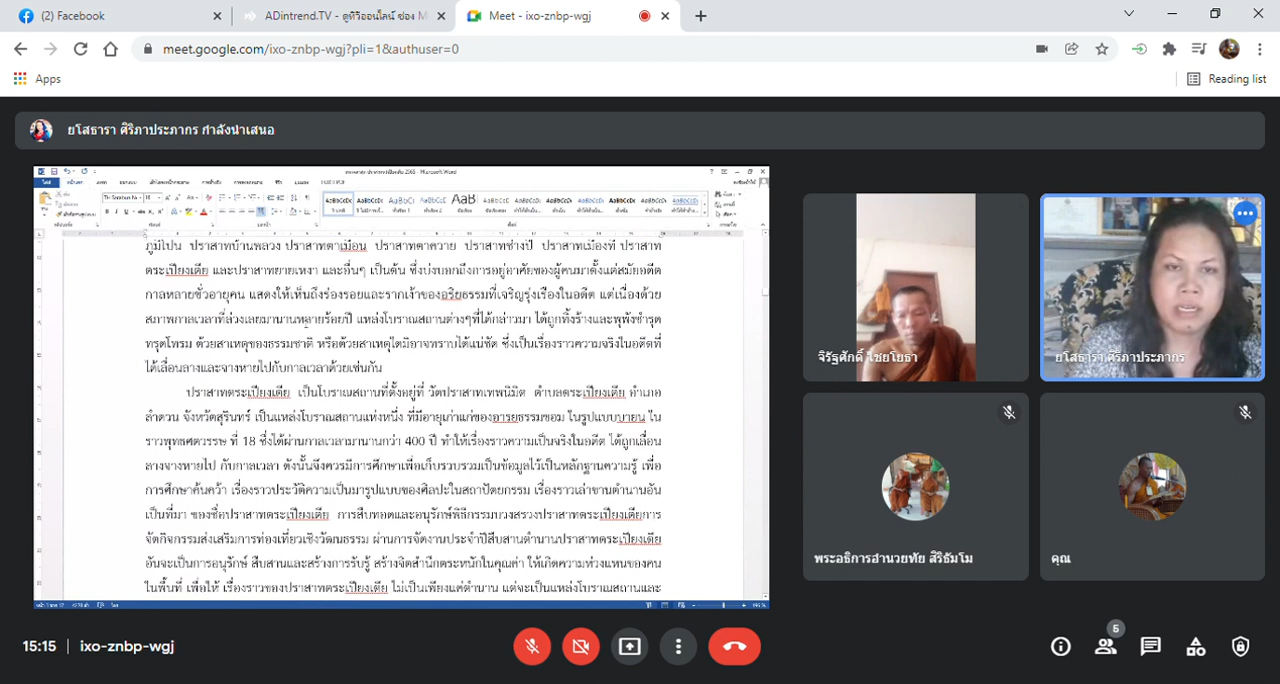 (2) Facebook
ADintrend.TV - ดูทีวีออนไลน์ ช่อง M
Meet - ixo-znbp-wgj
meet.google.com/ixo-znbp-wgj?pli=1&authuser=0
Apps
Reading list
ยโสธารา ศิริภาประภากร กำลังนำเสนอ
ภูมิโปน ปราสาทบ้านพลวง ปราสาทตาเมือน ปราสาทตาควาย ปราสาทช่างปี่ ปราสาทเมืองที ปราสาท
ตระเปียงเตีย และปราสาทยายเหงา และอื่นๆ เป็นต้น ซึ่งบ่งบอกถึงการอยู่อาศัยของผู้คนมาตั้งแต่สมัยอดีต
กาลหลายชั่วอายุคน แสดงให้เห็นถึงร่องรอยและรากเง้าของอริยธรรมที่เจริญรุ่งเรืองในอดีต แต่เนื่องด้วย
สภาพกาลเวลาที่ล่วงเลยมานานหลายร้อยปี แหล่งโบราณสถานต่างๆที่ได้กล่าวมา ได้ถูกทิ้งร้างและพุพังชำรุด
ทรุดโทรม ด้วยสาเหตุของธรรมชาติ หรือด้วยสาเหตุใดมิอาจทราบได้แน่ชัด ซึ่งเป็นเรื่องราวความจริงในอดีตที่
ได้เลื่อนลางและจางหายไปกับกาลเวลาด้วยเช่นกัน
ปราสาทตระเปียงเตีย เป็นโบราณสถานที่ตั้งอยู่ที่ วัดปราสาทเทพนิมิต ตำบลตระเปียงเตีย อำเภอ
ลำดวน จังหวัดสุรินทร์ เป็นแหล่งโบราณสถานแห่งหนึ่ง ที่มีอายุเก่าแก่ของอารยธรรมขอม ในรูปแบบบายน ใน
ราวพุทธศตวรรษ ที่ 18 ซึ่งได้ผ่านกาลเวลามานานกว่า 400 ปี ทำให้เรื่องราวความเป็นจริงในอดีต ได้ถูกเลื่อน
ลางจางหายไป กับกาลเวลา ดังนั้นจึงควรมีการศึกษาเพื่อเก็บรวบรวมเป็นข้อมูลไว้เป็นหลักฐานความรู้ เพื่อ
การศึกษาค้นคว้า เรื่องราวประวัติความเป็นมารูปแบบของศิลปะในสถาปัตยกรรม เรื่องราวเล่าขานตำนานอัน
เป็นที่มา ของชื่อปราสาทตระเปียงเตีย การสืบทอดและอนุรักษ์พิธีกรรมบวงสรวงปราสาทตระเปียงเตียการ
จัดกิจกรรมส่งเสริมการท่องเที่ยวเชิงวัฒนธรรม ผ่านการจัดงานประจำปีสืบสานตำนานปราสาทตระเปียงเตีย
อันจะเป็นการอนุรักษ์ สืบสานและสร้างการรับรู้ สร้างจิตสำนึกตระหนักในคุณค่า ให้เกิดความห่วงแหนของคน
ในพื้นที่ เพื่อให้ เรื่องราวของปราสาทตระเปียงเตีย ไม่เป็นเพียงแค่ตำนาน แต่จะเป็นแหล่งโบราณสถานและ
จิรัฐศักดิ์ ไชยโยธา
ยโสธารา ศิริภาประภากร
พระอธิการอำนวยทัย สิริธัมโม
คุณ
15:15 | ixo-znbp-wgj
5